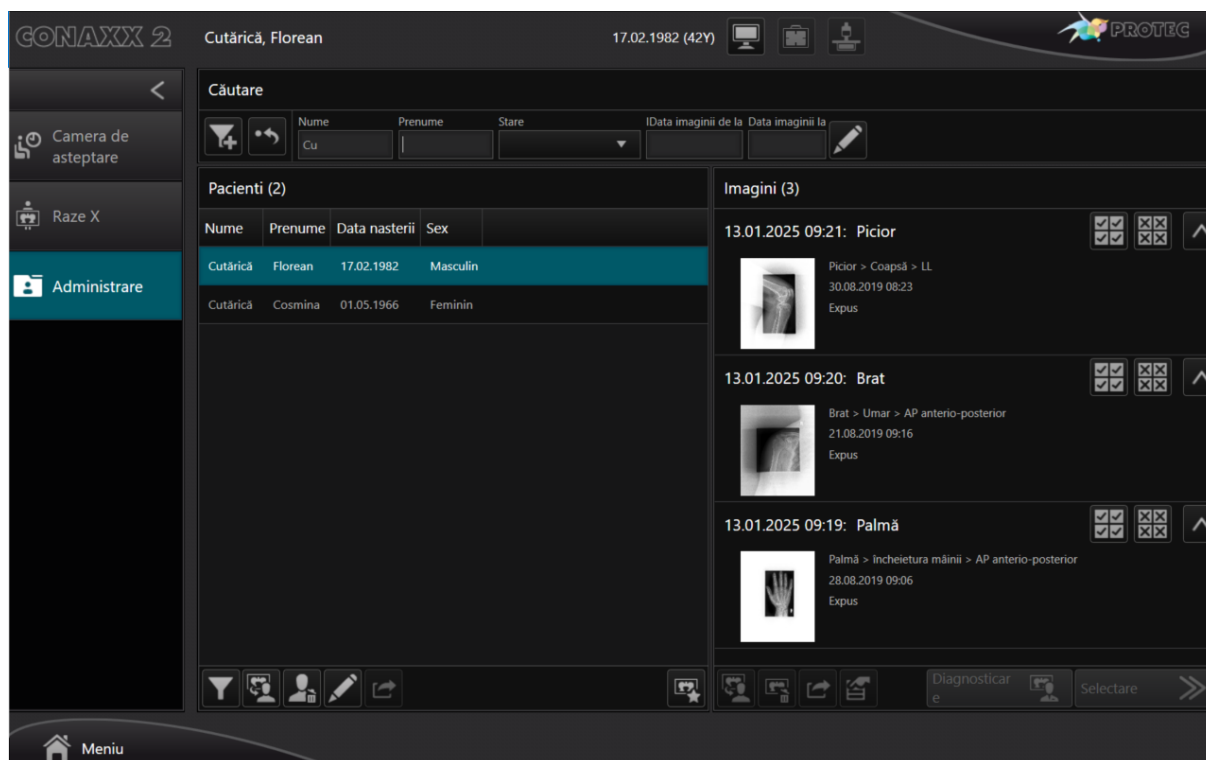 CONAXX 2
Cutărică, Florean
17.02.1982 (42Y)
PROTEC
Căutare
Camera de
asteptare
Raze X
Administrare
Nume
Prenume
Stare
IData imaginii de la
Data imaginii la
Cu
Pacienti (2)
Nume Prenume Data nasterii Sex
Cutărică Florean 17.02.1982 Masculin
Cutărică Cosmina 01.05.1966 Feminin
Imagini (3)
13.01.2025 09:21: Picior
Picior > Coapsă > LL
30.08.2019 08:23
Expus
13.01.2025 09:20: Brat
Brat > Umar > AP anterio-posterior
21.08.2019 09:16
Expus
13.01.2025 09:19: Palmă
Palmă > încheietura mâinii > AP anterio-posterior
28.08.2019 09:06
Expus
Diagnosticar
e
Selectare
Meniu